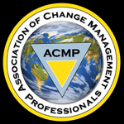 ASSOCIATION OF CHANGE MANAGEMENT
PROFESSIONALS
ACMP